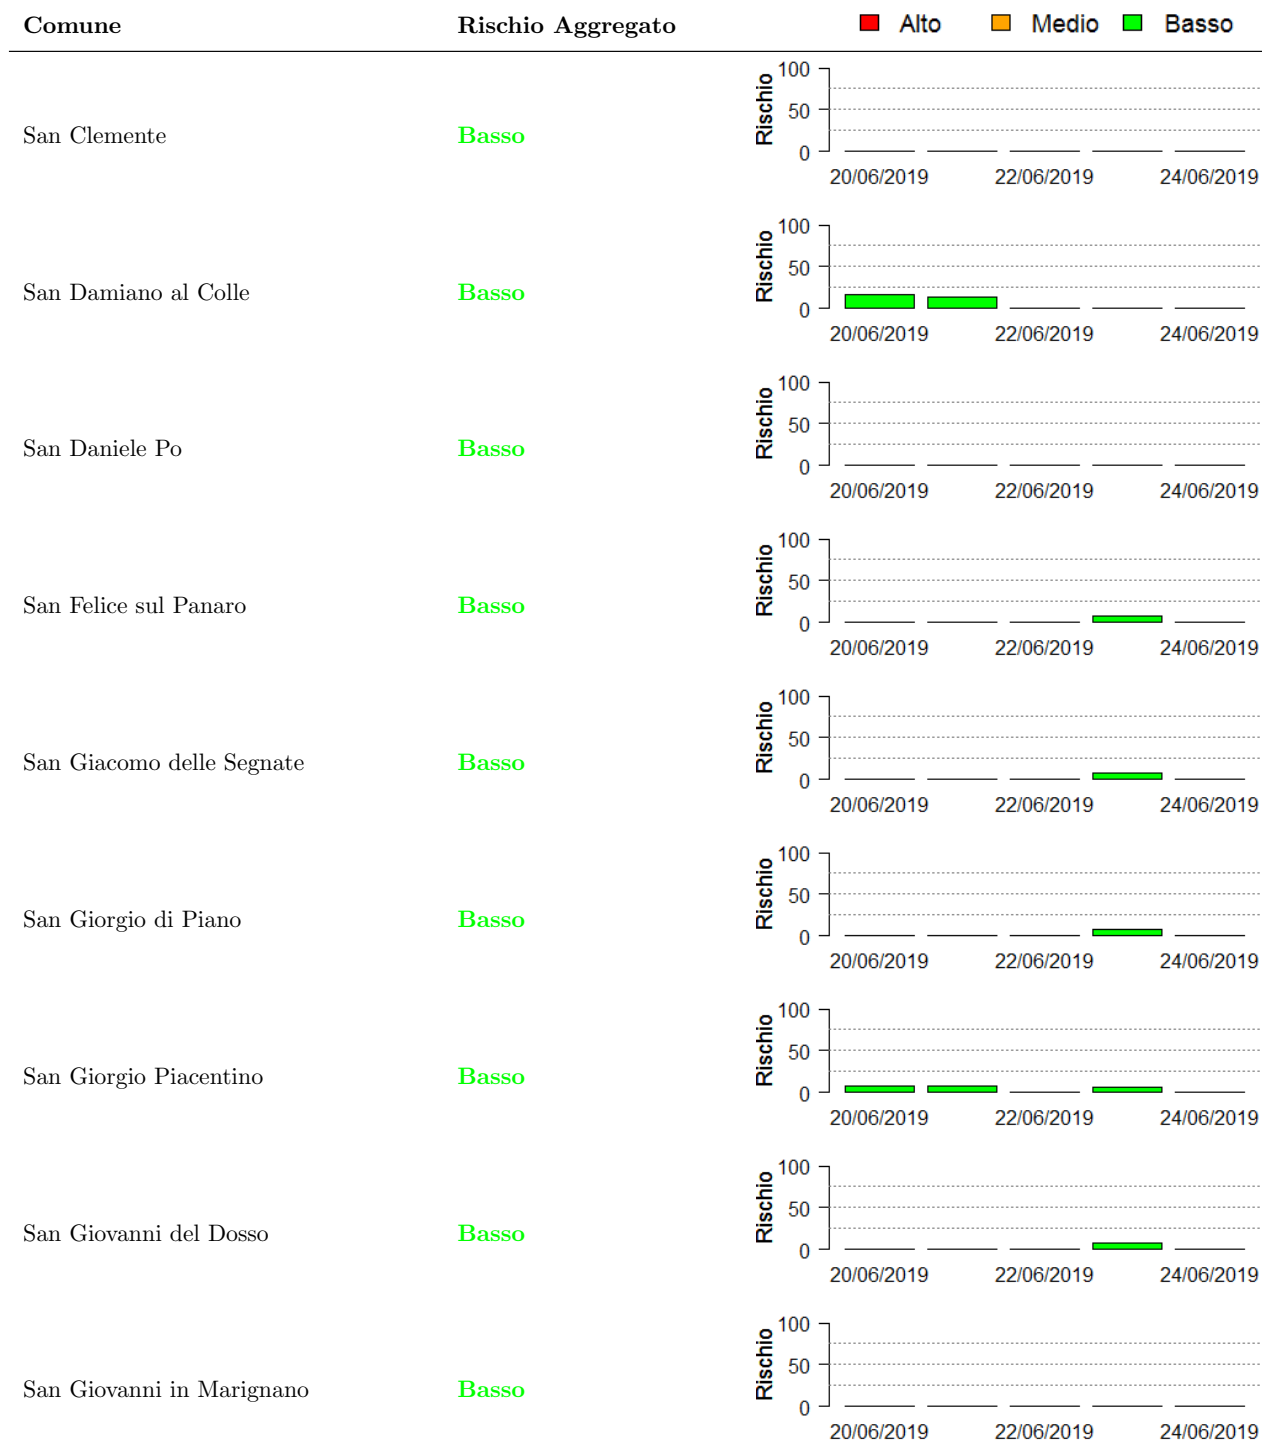 Comune Rischio Aggregato Alto Medio Basso
San Clemente Basso
Rischio
100
50
0
20/06/2019 22/06/2019 24/06/2019
San Damiano al Colle Basso
Rischio
100
50
0
20/06/2019 22/06/2019 24/06/2019
San Daniele Po Basso
Rischio
100
50
0
20/06/2019 22/06/2019 24/06/2019
San Felice sul Panaro Basso
Rischio
100
50
0
20/06/2019 22/06/2019 24/06/2019
San Giacomo delle Segnate Basso
Rischio
100
50
0
20/06/2019 22/06/2019 24/06/2019
San Giorgio di Piano Basso
Rischio
100
50
0
20/06/2019 22/06/2019 24/06/2019
San Giorgio Piacentino Basso
Rischio
100
50
0
20/06/2019 22/06/2019 24/06/2019
San Giovanni del Dosso Basso
Rischio
100
50
0
20/06/2019 22/06/2019 24/06/2019
San Giovanni in Marignano Basso
Rischio
100
50
0
20/06/2019 22/06/2019 24/06/2019